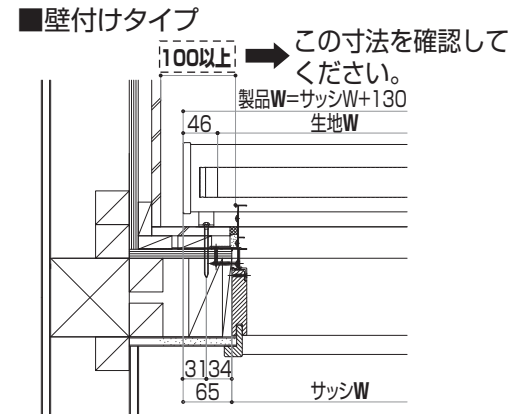 ■壁付けタイプ
100以上
この寸法を確認して
ください。
製品W=サッシW+130
46
生地W
3134
65
サッシW